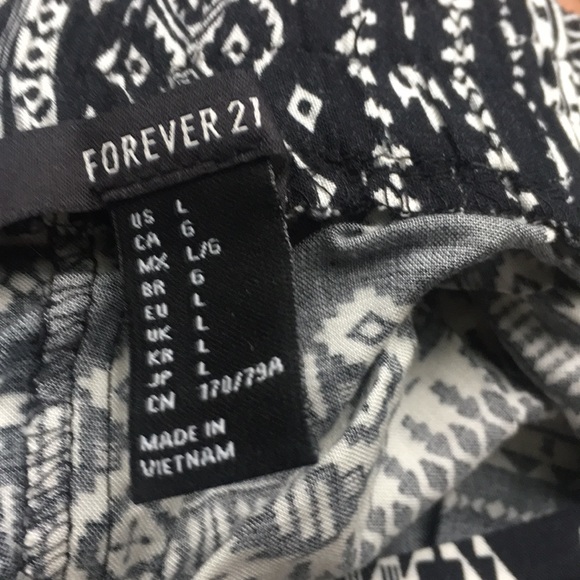 FOREVER 21
US L
CA G
MX L/G
BR G
EU L
UK L
KR L
JP L
CN 170/79A
MADE IN
VIETNAM